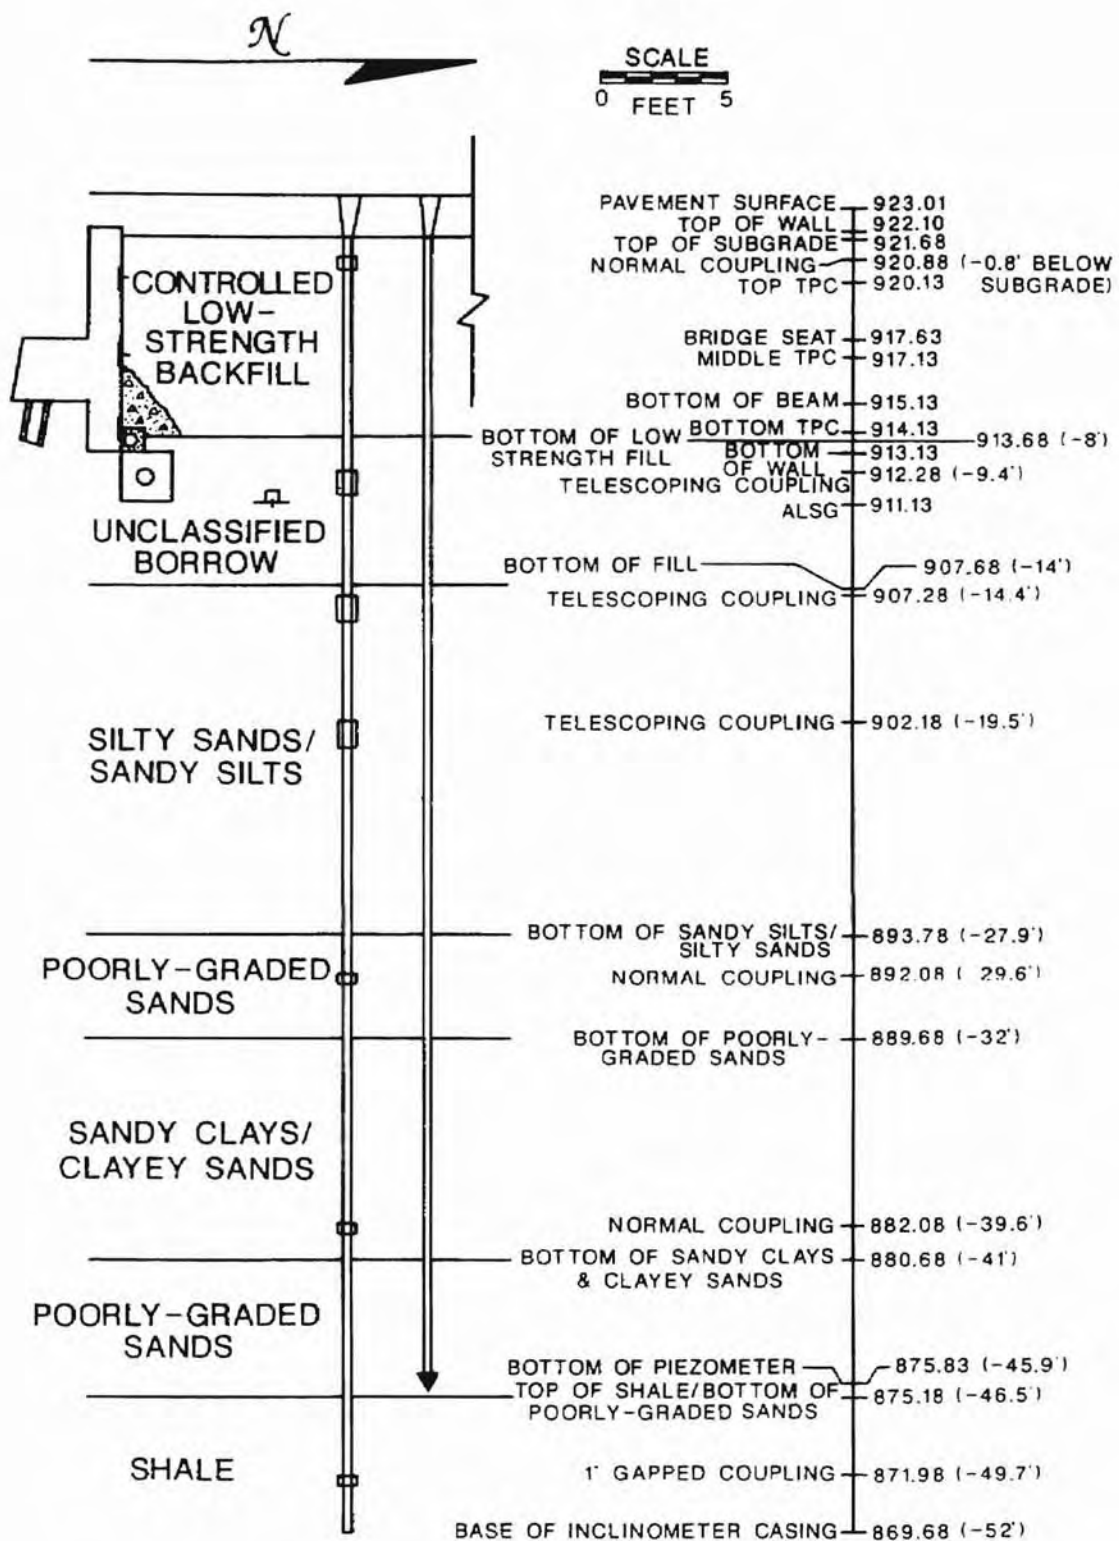 N
SCALE
0 FEET 5
CONTROLLED
LOW-
STRENGTH
BACKFILL
UNCLASSIFIED
BORROW
SILTY SANDS/
SANDY SILTS
POORLY-GRADED
SANDS
SANDY CLAYS/
CLAYEY SANDS
POORLY-GRADED
SANDS
SHALE
PAVEMENT SURFACE 923.01
TOP OF WALL 922.10
TOP OF SUBGRADE 921.68
NORMAL COUPLING 920.88 (-0.8' BELOW
SUBGRADE)
TOP TPC 920.13
BRIDGE SEAT 917.63
MIDDLE TPC 917.13
BOTTOM OF BEAM 915.13
BOTTOM TPC 914.13
BOTTOM OF LOW
STRENGTH FILL
913.68 (-8')
BOTTOM
OF WALL
913.13
TELESCOPING COUPLING 912.28 (-9.4')
ALSG 911.13
BOTTOM OF FILL 907.68 (-14')
TELESCOPING COUPLING 907.28 (-14.4')
TELESCOPING COUPLING 902.18 (-19.5')
BOTTOM OF SANDY SILTS/
SILTY SANDS
893.78 (-27.9')
NORMAL COUPLING 892.08 ( 29.6')
BOTTOM OF POORLY-
GRADED SANDS
889.68 (-32')
NORMAL COUPLING 882.08 (-39.6')
BOTTOM OF SANDY CLAYS
& CLAYEY SANDS
880.68 (-41')
BOTTOM OF PIEZOMETER 875.83 (-45.9')
TOP OF SHALE/BOTTOM OF
POORLY-GRADED SANDS
875.18 (-46.5')
1" GAPPED COUPLING 871.98 (-49.7')
BASE OF INCLINOMETER CASING 869.68 (-52')